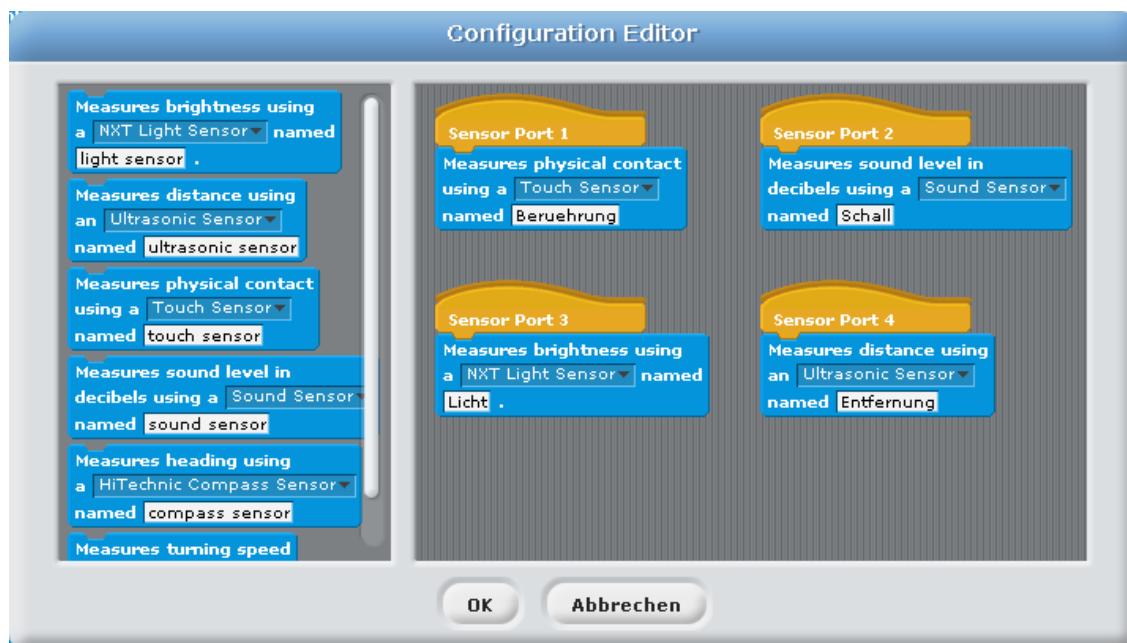 Configuration Editor
Measures brightness using
a NXT Light Sensor named
light sensor .
Measures distance using
an Ultrasonic Sensor
named ultrasonic sensor
Measures physical contact
using a Touch Sensor
named touch sensor
Measures sound level in
decibels using a Sound Sensor
named sound sensor
Measures heading using
a HiTechnic Compass Sensor
named compass sensor
Measures turning speed
Sensor Port 1
Measures physical contact
using a Touch Sensor
named Beruehrung
Sensor Port 2
Measures sound level in
decibels using a Sound Sensor
named Schall
Sensor Port 3
Measures brightness using
a NXT Light Sensor named
Licht .
Sensor Port 4
Measures distance using
an Ultrasonic Sensor
named Entfernung
OK
Abbrechen